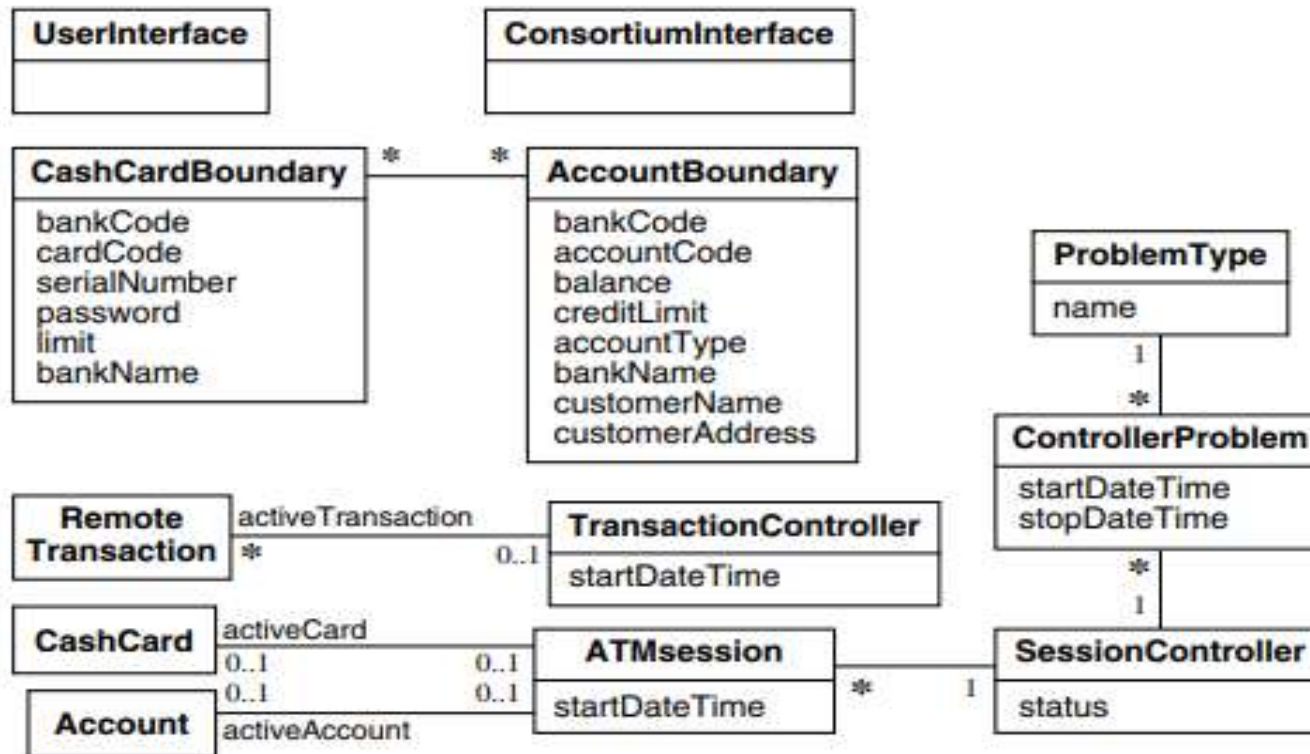 UserInterface
ConsortiumInterface
CashCardBoundary
*
*
AccountBoundary
bankCode
cardCode
serialNumber
password
limit
bankName
bankCode
accountCode
balance
creditLimit
accountType
bankName
customerName
customerAddress
ProblemType
name
1
*
ControllerProblem
startDateTime
stopDateTime
*
1
Remote
Transaction
activeTransaction
*
0..1
TransactionController
startDateTime
CashCard
activeCard
0..1
0..1
Account
0..1
0..1
activeAccount
ATMsession
startDateTime
*
1
SessionController
status